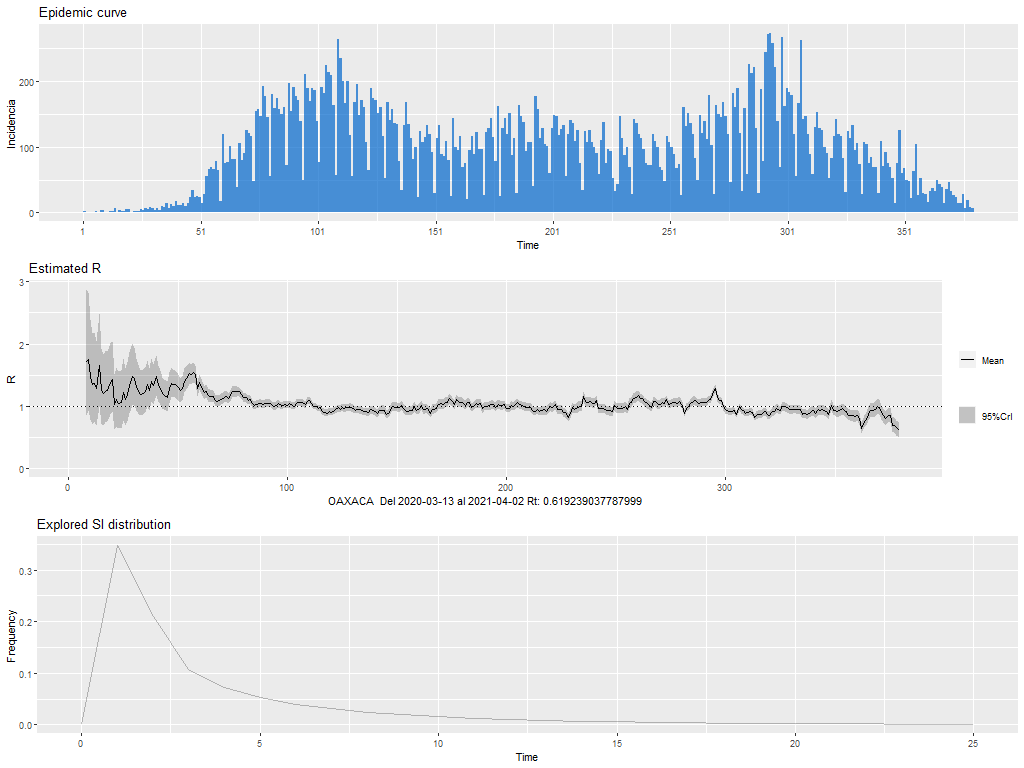 Epidemic curve
Incidencia
200
100
0
1
51
101
151
201
251
301
351
Time
Estimated R
R
3
2
1
0
0
100
200
300
OAXACA Del 2020-03-13 al 2021-04-02 Rt: 0.619239037787999
Mean
95%CrI
Explored SI distribution
Frequency
0.3
0.2
0.1
0.0
0
5
10
15
20
25
Time